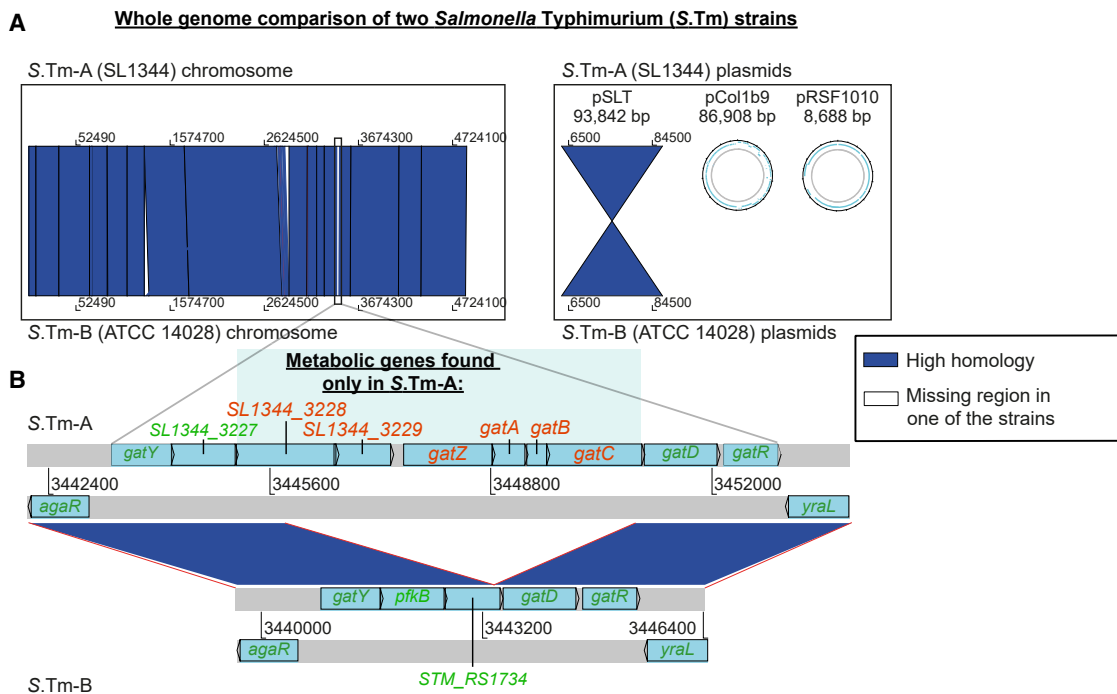 Whole genome comparison of two Salmonella Typhimurium (S.Tm) strains
A
S.Tm-A (SL1344) chromosome
52490 1574700 2624500 3674300 4724100
52490 1574700 2624500 3674300 4724100
S.Tm-B (ATCC 14028) chromosome
S.Tm-A (SL1344) plasmids
pSLT
93,842 bp
pCol1b9
86,908 bp
pRSF1010
8,688 bp
6500 84500
6500 84500
S.Tm-B (ATCC 14028) plasmids
High homology
Missing region in
one of the strains
B
Metabolic genes found
only in S.Tm-A:
S.Tm-A
SL1344_3227
SL1344_3228
SL1344_3229
gatA
gatB
gatY gatZ gatC gatD gatR
3442400 3445600 3448800 3452000
agaR yraL
gatY pfkB gatD gatR
3440000 3443200 3446400
agaR yraL
STM_RS1734
S.Tm-B